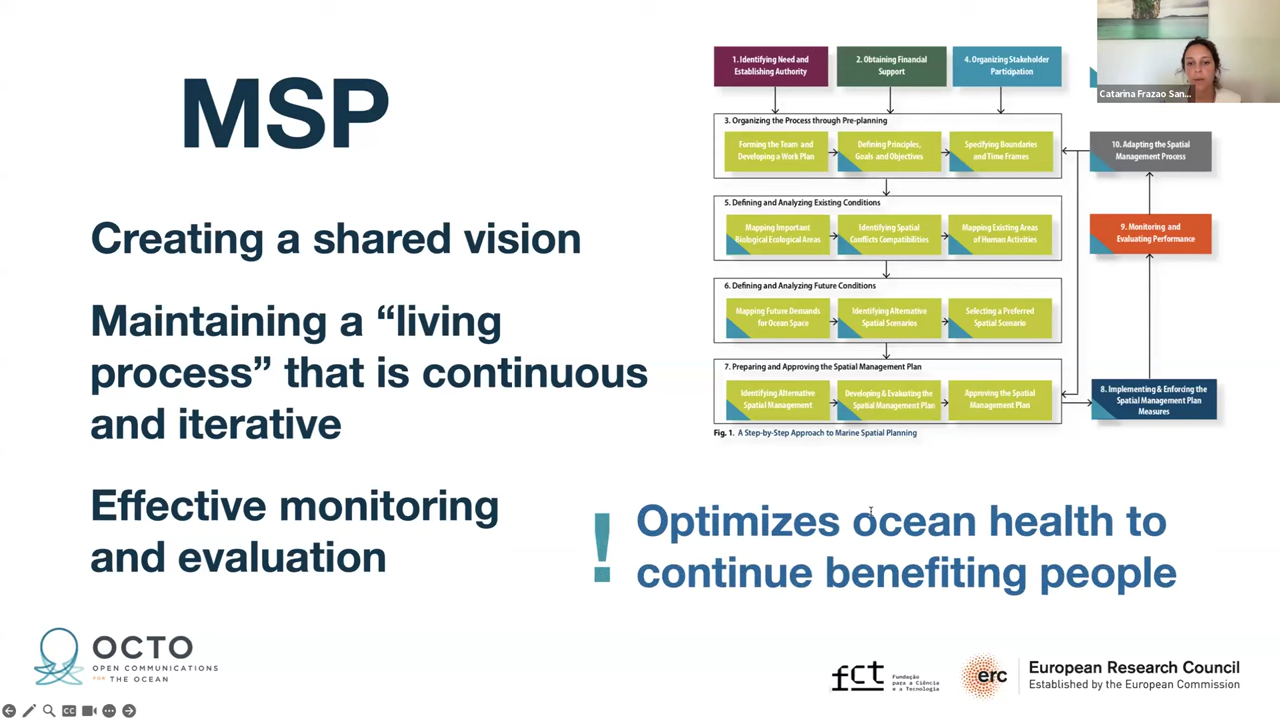 MSP
Creating a shared vision
Maintaining a “living
process” that is continuous
and iterative
Effective monitoring
and evaluation
1. Identifying Need and
Establishing Authority
2. Obtaining Financial
Support
4. Organizing Stakeholder
Participation
3. Organizing the Process through Pre-planning
Forming the Team and
Developing a Work Plan
Defining Principles,
Goals and Objectives
Specifying Boundaries
and Time Frames
5. Defining and Analyzing Existing Conditions
Mapping Important
Biological Ecological Areas
Identifying Spatial
Conflicts Compatibilities
Mapping Existing Areas
of Human Activities
6. Defining and Analyzing Future Conditions
Mapping Future Demands
for Ocean Space
Identifying Alternative
Spatial Scenarios
Selecting a Preferred
Spatial Scenario
7. Preparing and Approving the Spatial Management Plan
Identifying Alternative
Spatial Management
Developing & Evaluating the
Spatial Management Plan
Approving the Spatial
Management Plan
10. Adapting the Spatial
Management Process
9. Monitoring and
Evaluating Performance
8. Implementing & Enforcing the
Spatial Management Plan
Measures
Fig. 1. A Step-by-Step Approach to Marine Spatial Planning
Catarina Frazao San...
! Optimizes ocean health to
continue benefiting people
OCTO
OPEN COMMUNICATIONS
FOR THE OCEAN
fct
Fundação
para a Ciência
e a Tecnologia
erc
European Research Council
Established by the European Commission
CC